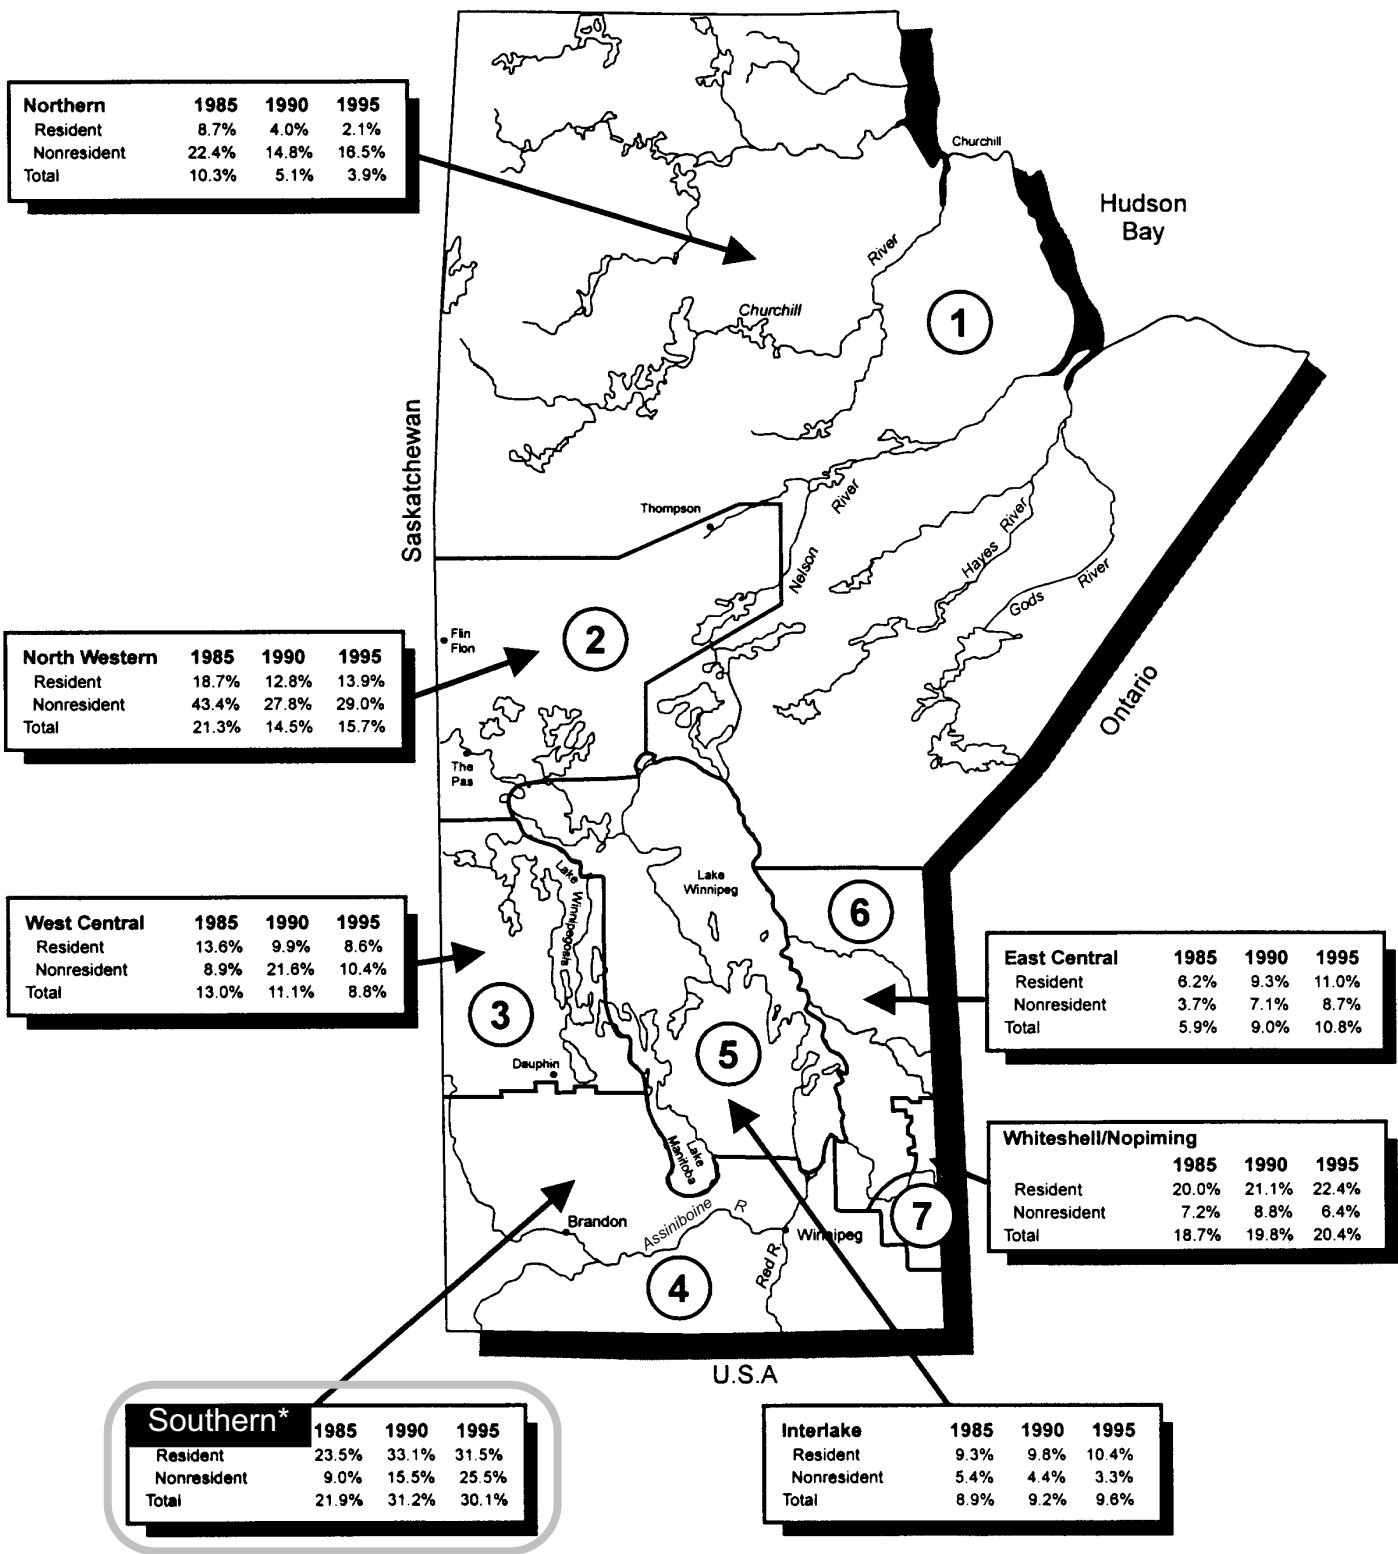 Northern 1985 1990 1995
Resident 8.7% 4.0% 2.1%
Nonresident 22.4% 14.8% 16.5%
Total 10.3% 5.1% 3.9%
Churchill
Hudson
Bay
River
Churchill
1
Saskatchewan
Thompson
River
Nelson
Hayes
River
Gods
River
Ontario
Flin
Flon
2
North Western 1985 1990 1995
Resident 18.7% 12.8% 13.9%
Nonresident 43.4% 27.8% 29.0%
Total 21.3% 14.5% 15.7%
The
Pas
Lake
Winnipegosis
Lake
Winnipeg
6
West Central 1985 1990 1995
Resident 13.6% 9.9% 8.6%
Nonresident 8.9% 21.6% 10.4%
Total 13.0% 11.1% 8.8%
East Central 1985 1990 1995
Resident 6.2% 9.3% 11.0%
Nonresident 3.7% 7.1% 8.7%
Total 5.9% 9.0% 10.8%
3
5
Dauphin
Lake
Manitoba
Whiteshell/Nopiming
1985 1990 1995
Resident 20.0% 21.1% 22.4%
Nonresident 7.2% 8.8% 6.4%
Total 18.7% 19.8% 20.4%
7
Brandon
Assiniboine R
Winnipeg
Red R.
4
U.S.A
Southern* 1985 1990 1995
Resident 23.5% 33.1% 31.5%
Nonresident 9.0% 15.5% 25.5%
Total 21.9% 31.2% 30.1%
Interlake 1985 1990 1995
Resident 9.3% 9.8% 10.4%
Nonresident 5.4% 4.4% 3.3%
Total 8.9% 9.2% 9.6%